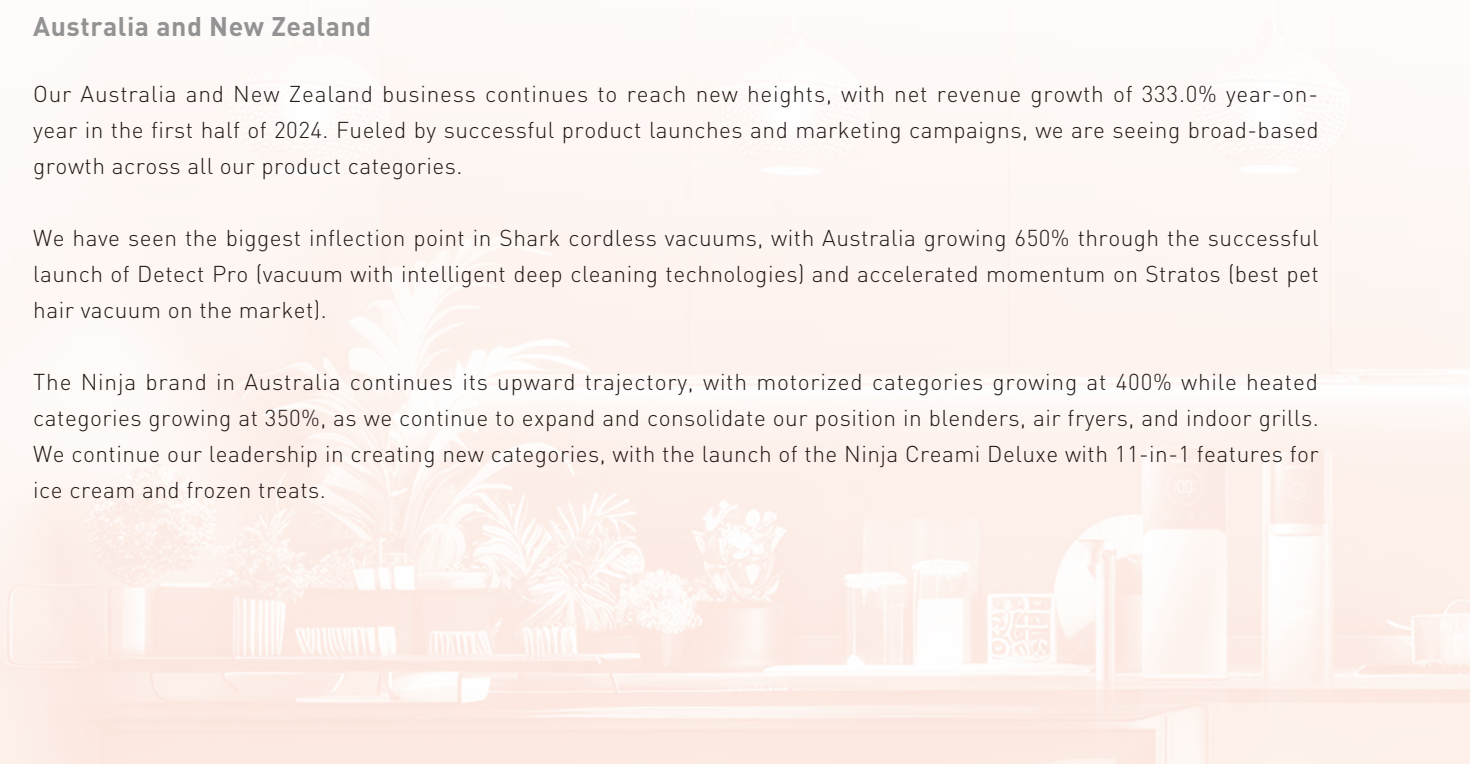 Australia and New Zealand
Our Australia and New Zealand business continues to reach new heights, with net revenue growth of 333.0% year-on-
year in the first half of 2024. Fueled by successful product launches and marketing campaigns, we are seeing broad-based
growth across all our product categories.
We have seen the biggest inflection point in Shark cordless vacuums, with Australia growing 650% through the successful
launch of Detect Pro (vacuum with intelligent deep cleaning technologies) and accelerated momentum on Stratos (best pet
hair vacuum on the market).
The Ninja brand in Australia continues its upward trajectory, with motorized categories growing at 400% while heated
categories growing at 350%, as we continue to expand and consolidate our position in blenders, air fryers, and indoor grills.
We continue our leadership in creating new categories, with the launch of the Ninja Creami Deluxe with 11-in-1 features for
ice cream and frozen treats.